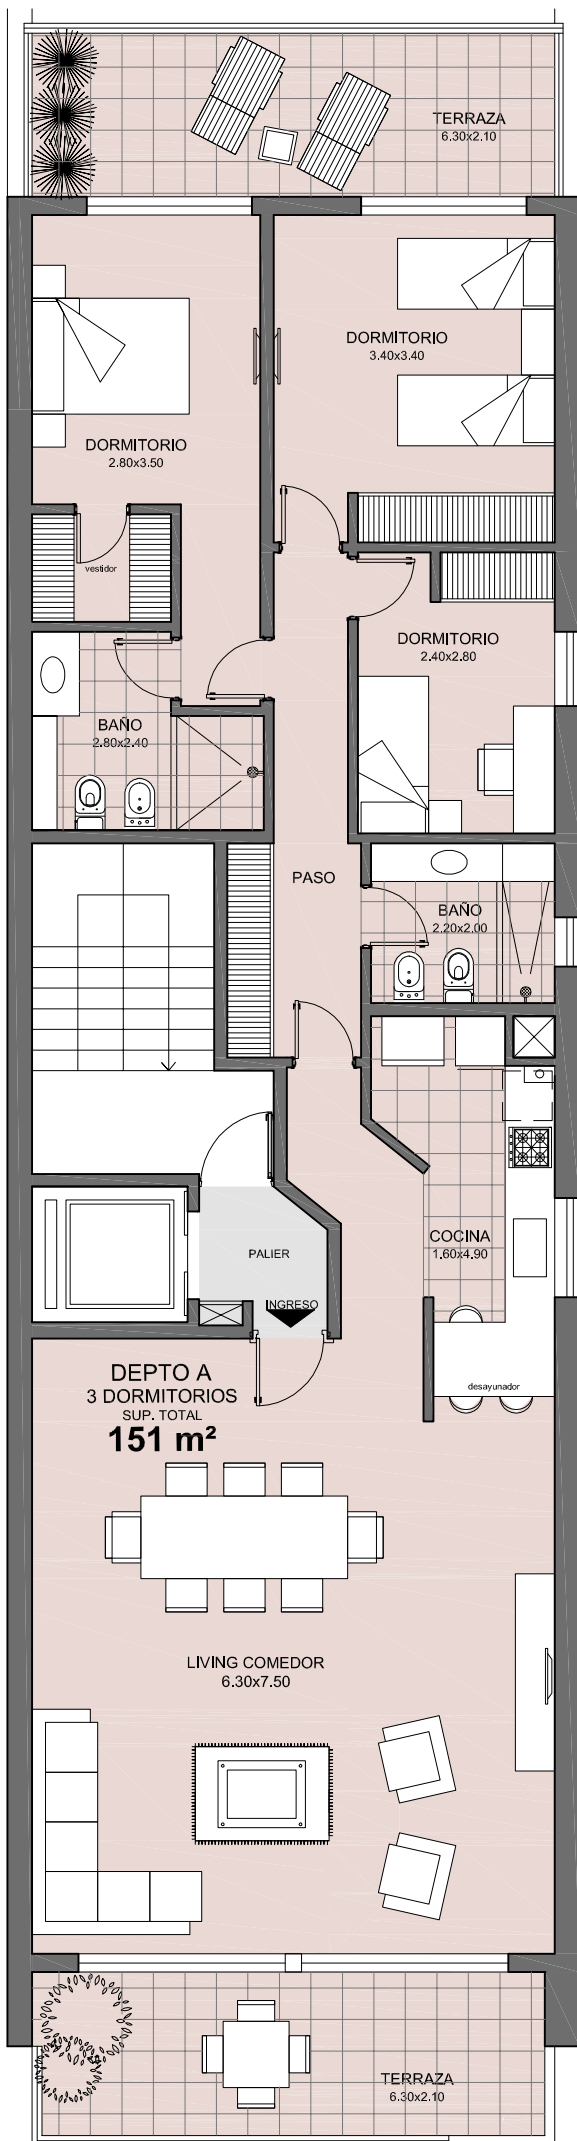 TERRAZA
6.30x2.10
DORMITORIO
3.40x3.40
DORMITORIO
2.80x3.50
vestidor
DORMITORIO
2.40x2.80
BAÑO
2.80x2.40
PASO
BAÑO
2.20x2.00
COCINA
1.60x4.90
PALIER
INGRESO
desayunador
DEPTO A
3 DORMITORIOS
SUP. TOTAL
151 m²
LIVING COMEDOR
6.30x7.50
TERRAZA
6.30x2.10